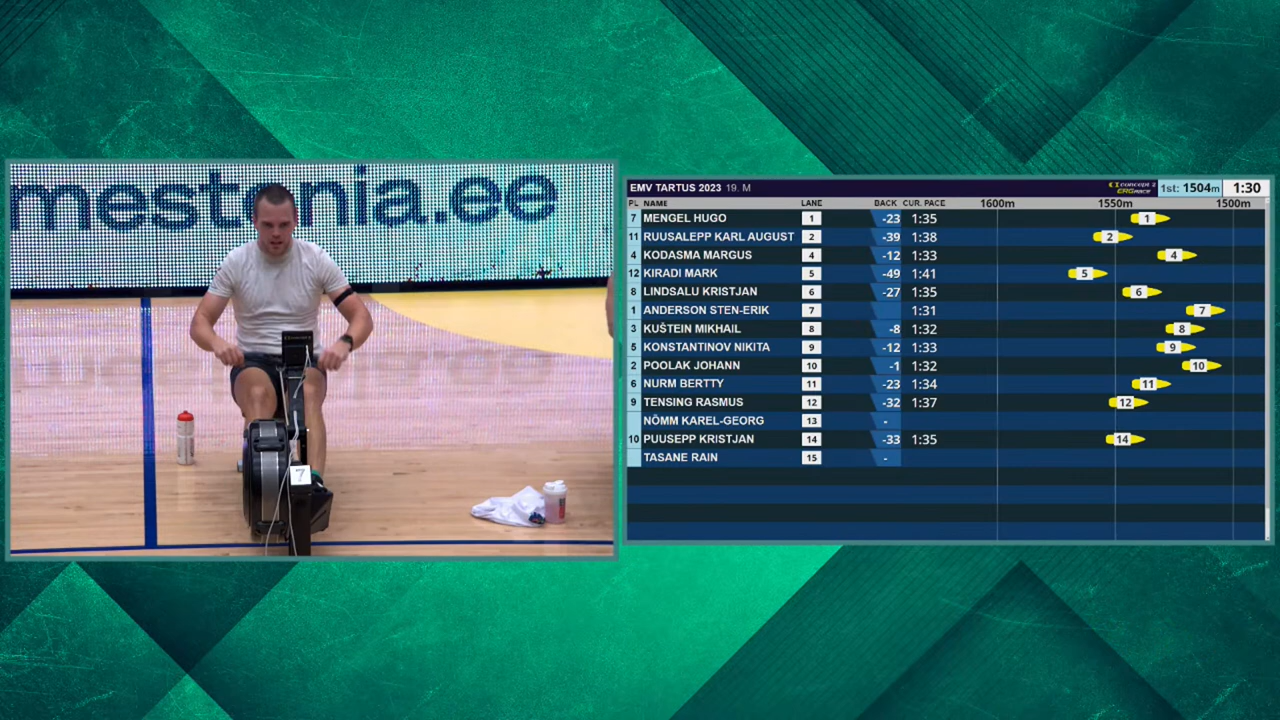 mestonia.ee
7
EMV TARTUS 2023 19. M concept 2 ERGRACE 1st: 1504m 1:30
PL NAME LANE BACK CUR. PACE 1600m 1550m 1500m
7 MENGEL HUGO 1 -23 1:35 1
11 RUUSALEPP KARL AUGUST 2 -39 1:38 2
4 KODASMA MARGUS 4 -12 1:33 4
12 KIRADI MARK 5 -49 1:41 5
8 LINDSALU KRISTJAN 6 -27 1:35 6
1 ANDERSON STEN-ERIK 7 1:31 7
3 KUŠTEIN MIKHAIL 8 -8 1:32 8
5 KONSTANTINOV NIKITA 9 -12 1:33 9
2 POOLAK JOHANN 10 -1 1:32 10
6 NURM BERTTY 11 -23 1:34 11
9 TENSING RASMUS 12 -32 1:37 12
NÕMM KAREL-GEORG 13 -
10 PUUSEPP KRISTJAN 14 -33 1:35 14
TASANE RAIN 15 -